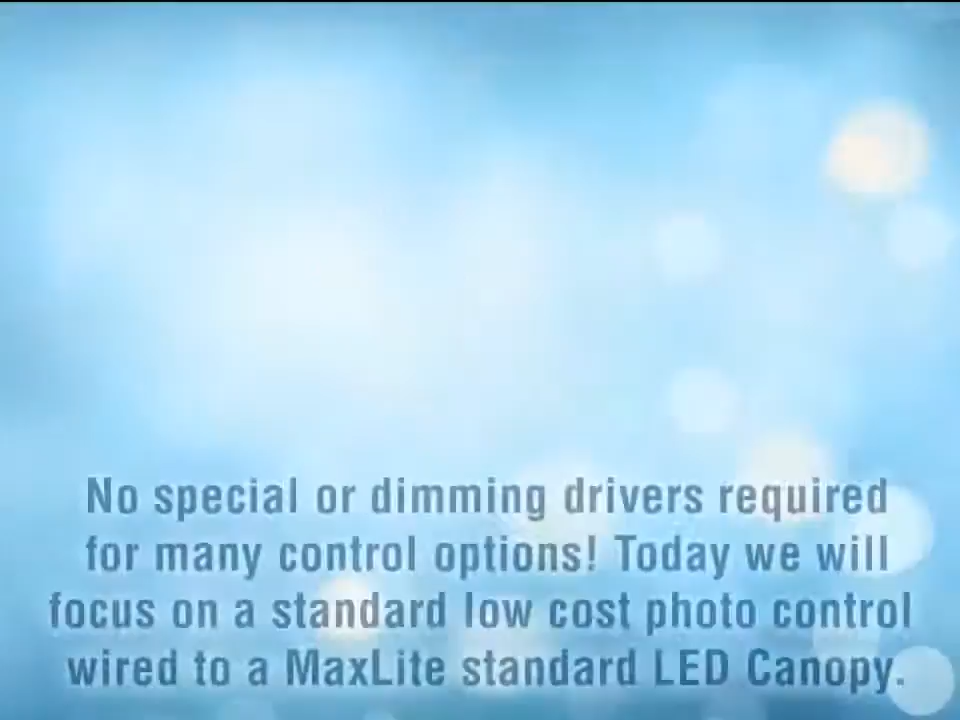 No special or dimming drivers required
for many control options! Today we will
focus on a standard low cost photo control
wired to a MaxLite standard LED Canopy.